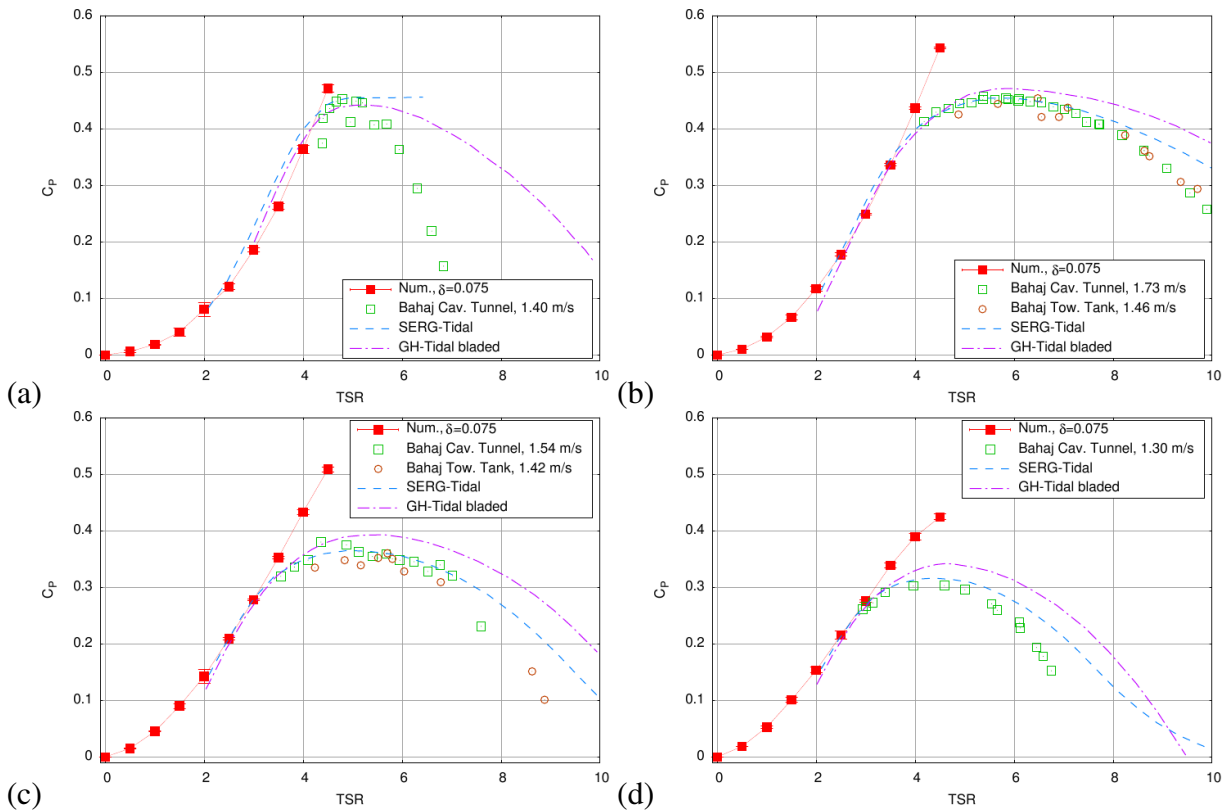 0.6
0.5
0.4
0.3
0.2
0.1
0
C_P
0 2 4 6 8 10
TSR
Num., δ=0.075
Bahaj Cav. Tunnel, 1.40 m/s
SERG-Tidal
GH-Tidal bladed
(a)
0.6
0.5
0.4
0.3
0.2
0.1
0
C_P
0 2 4 6 8 10
TSR
Num., δ=0.075
Bahaj Cav. Tunnel, 1.73 m/s
Bahaj Tow. Tank, 1.46 m/s
SERG-Tidal
GH-Tidal bladed
(b)
0.6
0.5
0.4
0.3
0.2
0.1
0
C_P
0 2 4 6 8 10
TSR
Num., δ=0.075
Bahaj Cav. Tunnel, 1.54 m/s
Bahaj Tow. Tank, 1.42 m/s
SERG-Tidal
GH-Tidal bladed
(c)
0.6
0.5
0.4
0.3
0.2
0.1
0
C_P
0 2 4 6 8 10
TSR
Num., δ=0.075
Bahaj Cav. Tunnel, 1.30 m/s
SERG-Tidal
GH-Tidal bladed
(d)